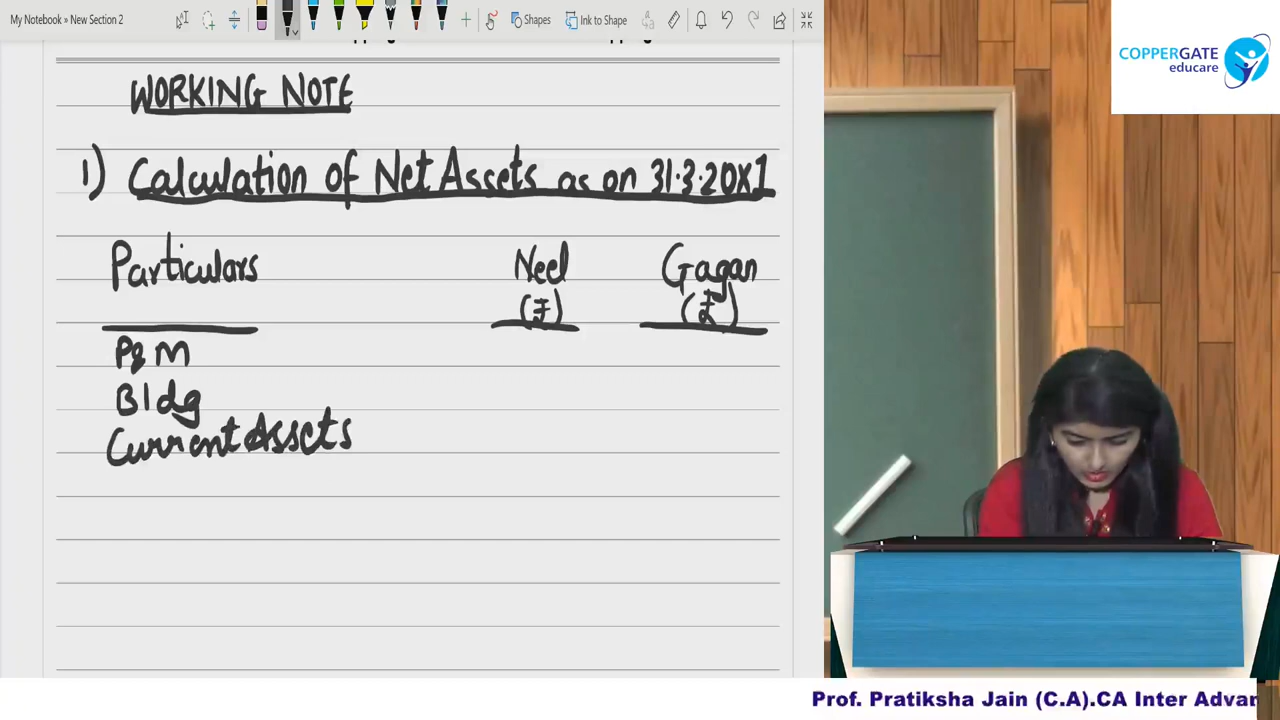 My Notebook » New Section 2
Shapes
Ink to Shape
COPPERGATE
educare
WORKING NOTE
1) Calculation of Net Assets as on 31.3.20X1
Particulars Neel Gagan
(₹) (₹)
P&M
Bldg
Current Assets
Prof. Pratiksha Jain (C.A).CA Inter Advan